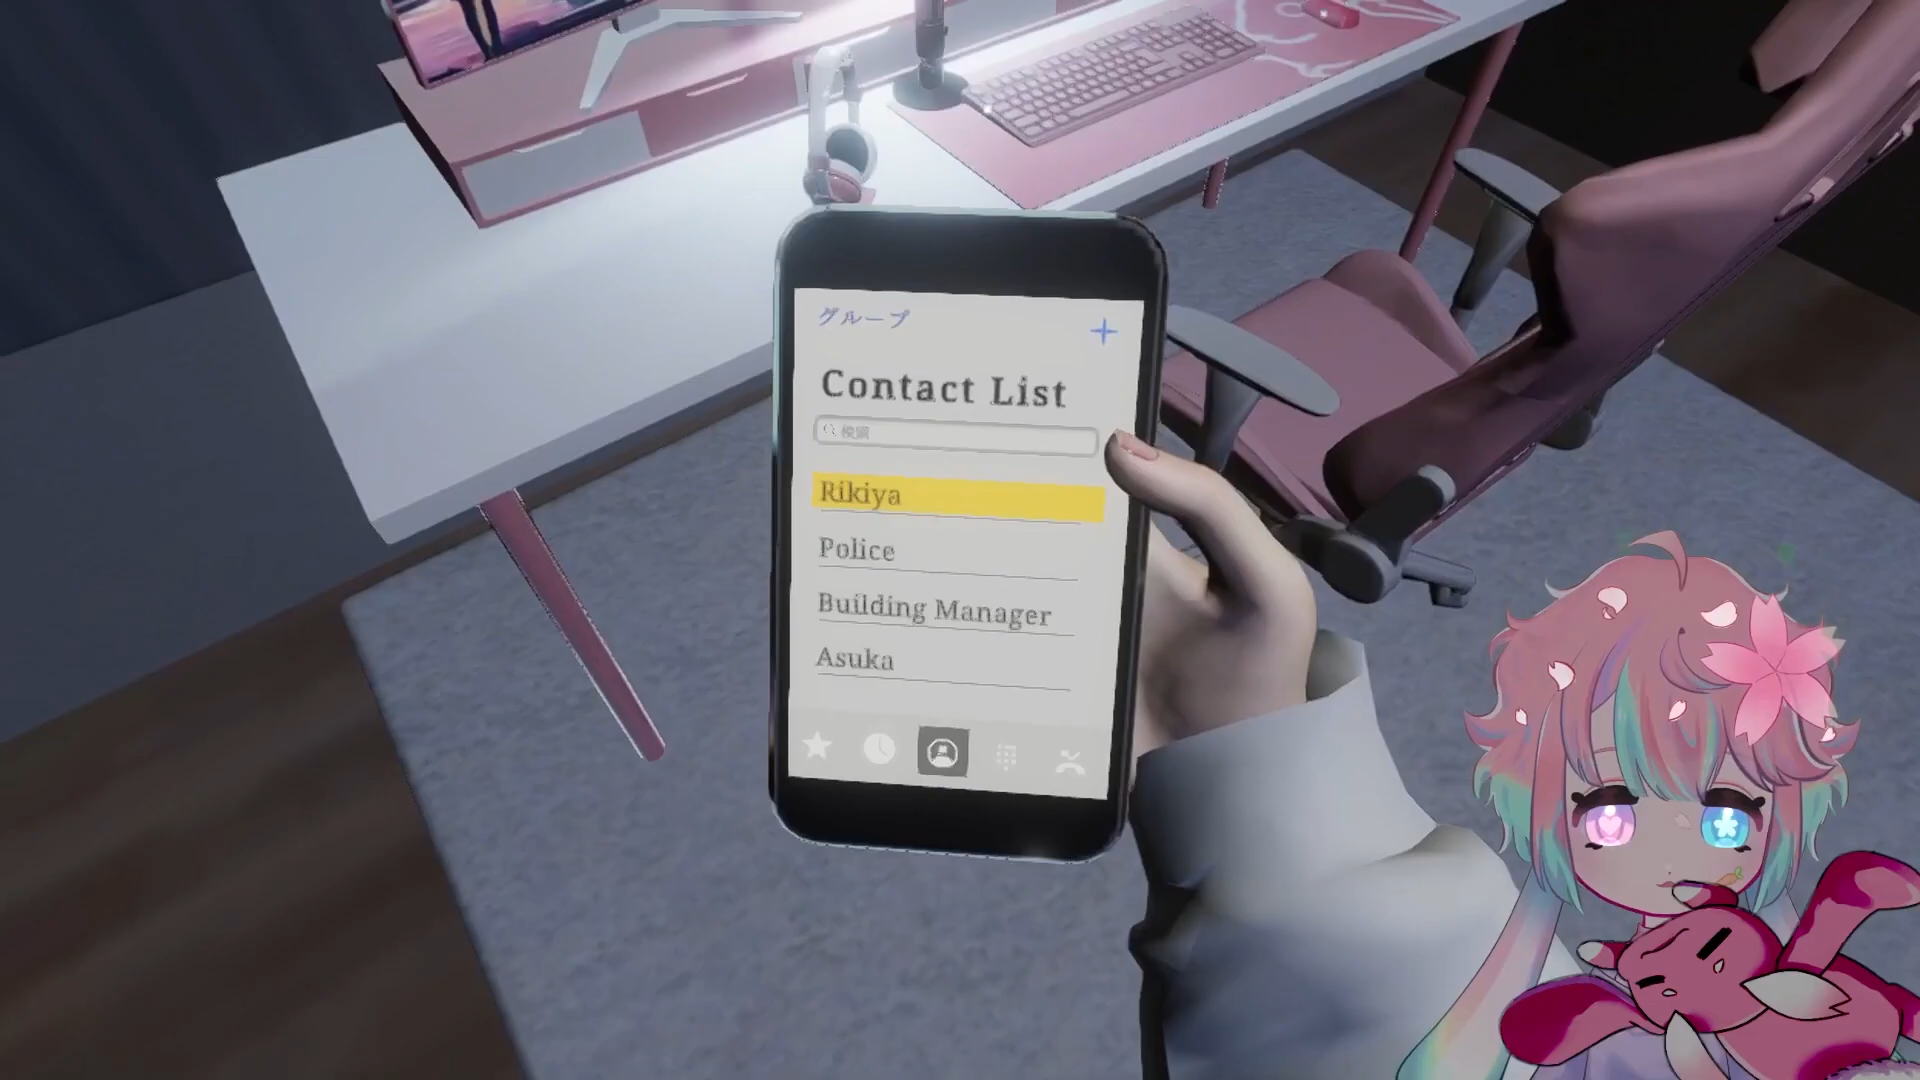 グループ
Contact List
検索
Rikiya
Police
Building Manager
Asuka